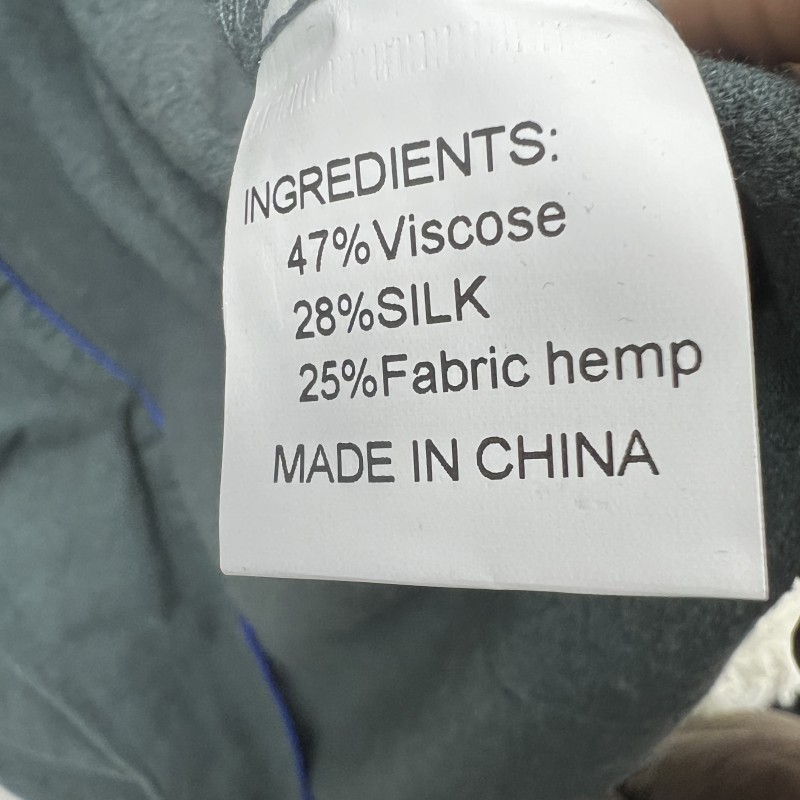 INGREDIENTS:
47%Viscose
28%SILK
25%Fabric hemp
MADE IN CHINA